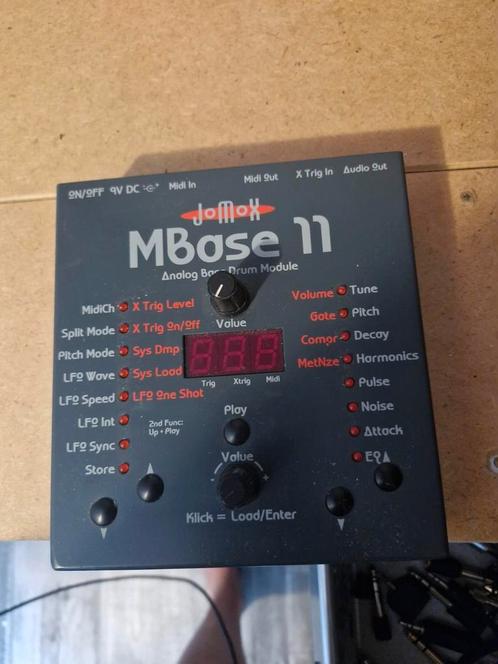 ON/OFF 9V DC - + Midi In Midi Out X Trig In Audio Out
JoMoX
MBase 11
Analog Bass Drum Module
MidiCh X Trig Level
Split Mode X Trig On/Off
Pitch Mode Sys Dmp
LFO Wave Sys Load
LFO Speed LFO One Shot
LFO Int
LFO Sync
Store
2nd Func:
Up + Play
Value
Trig Xtrig Midi
Play
Value
- +
Klick = Load/Enter
Volume Tune
Gate Pitch
Compr Decay
MetNze Harmonics
Pulse
Noise
Attack
EQ